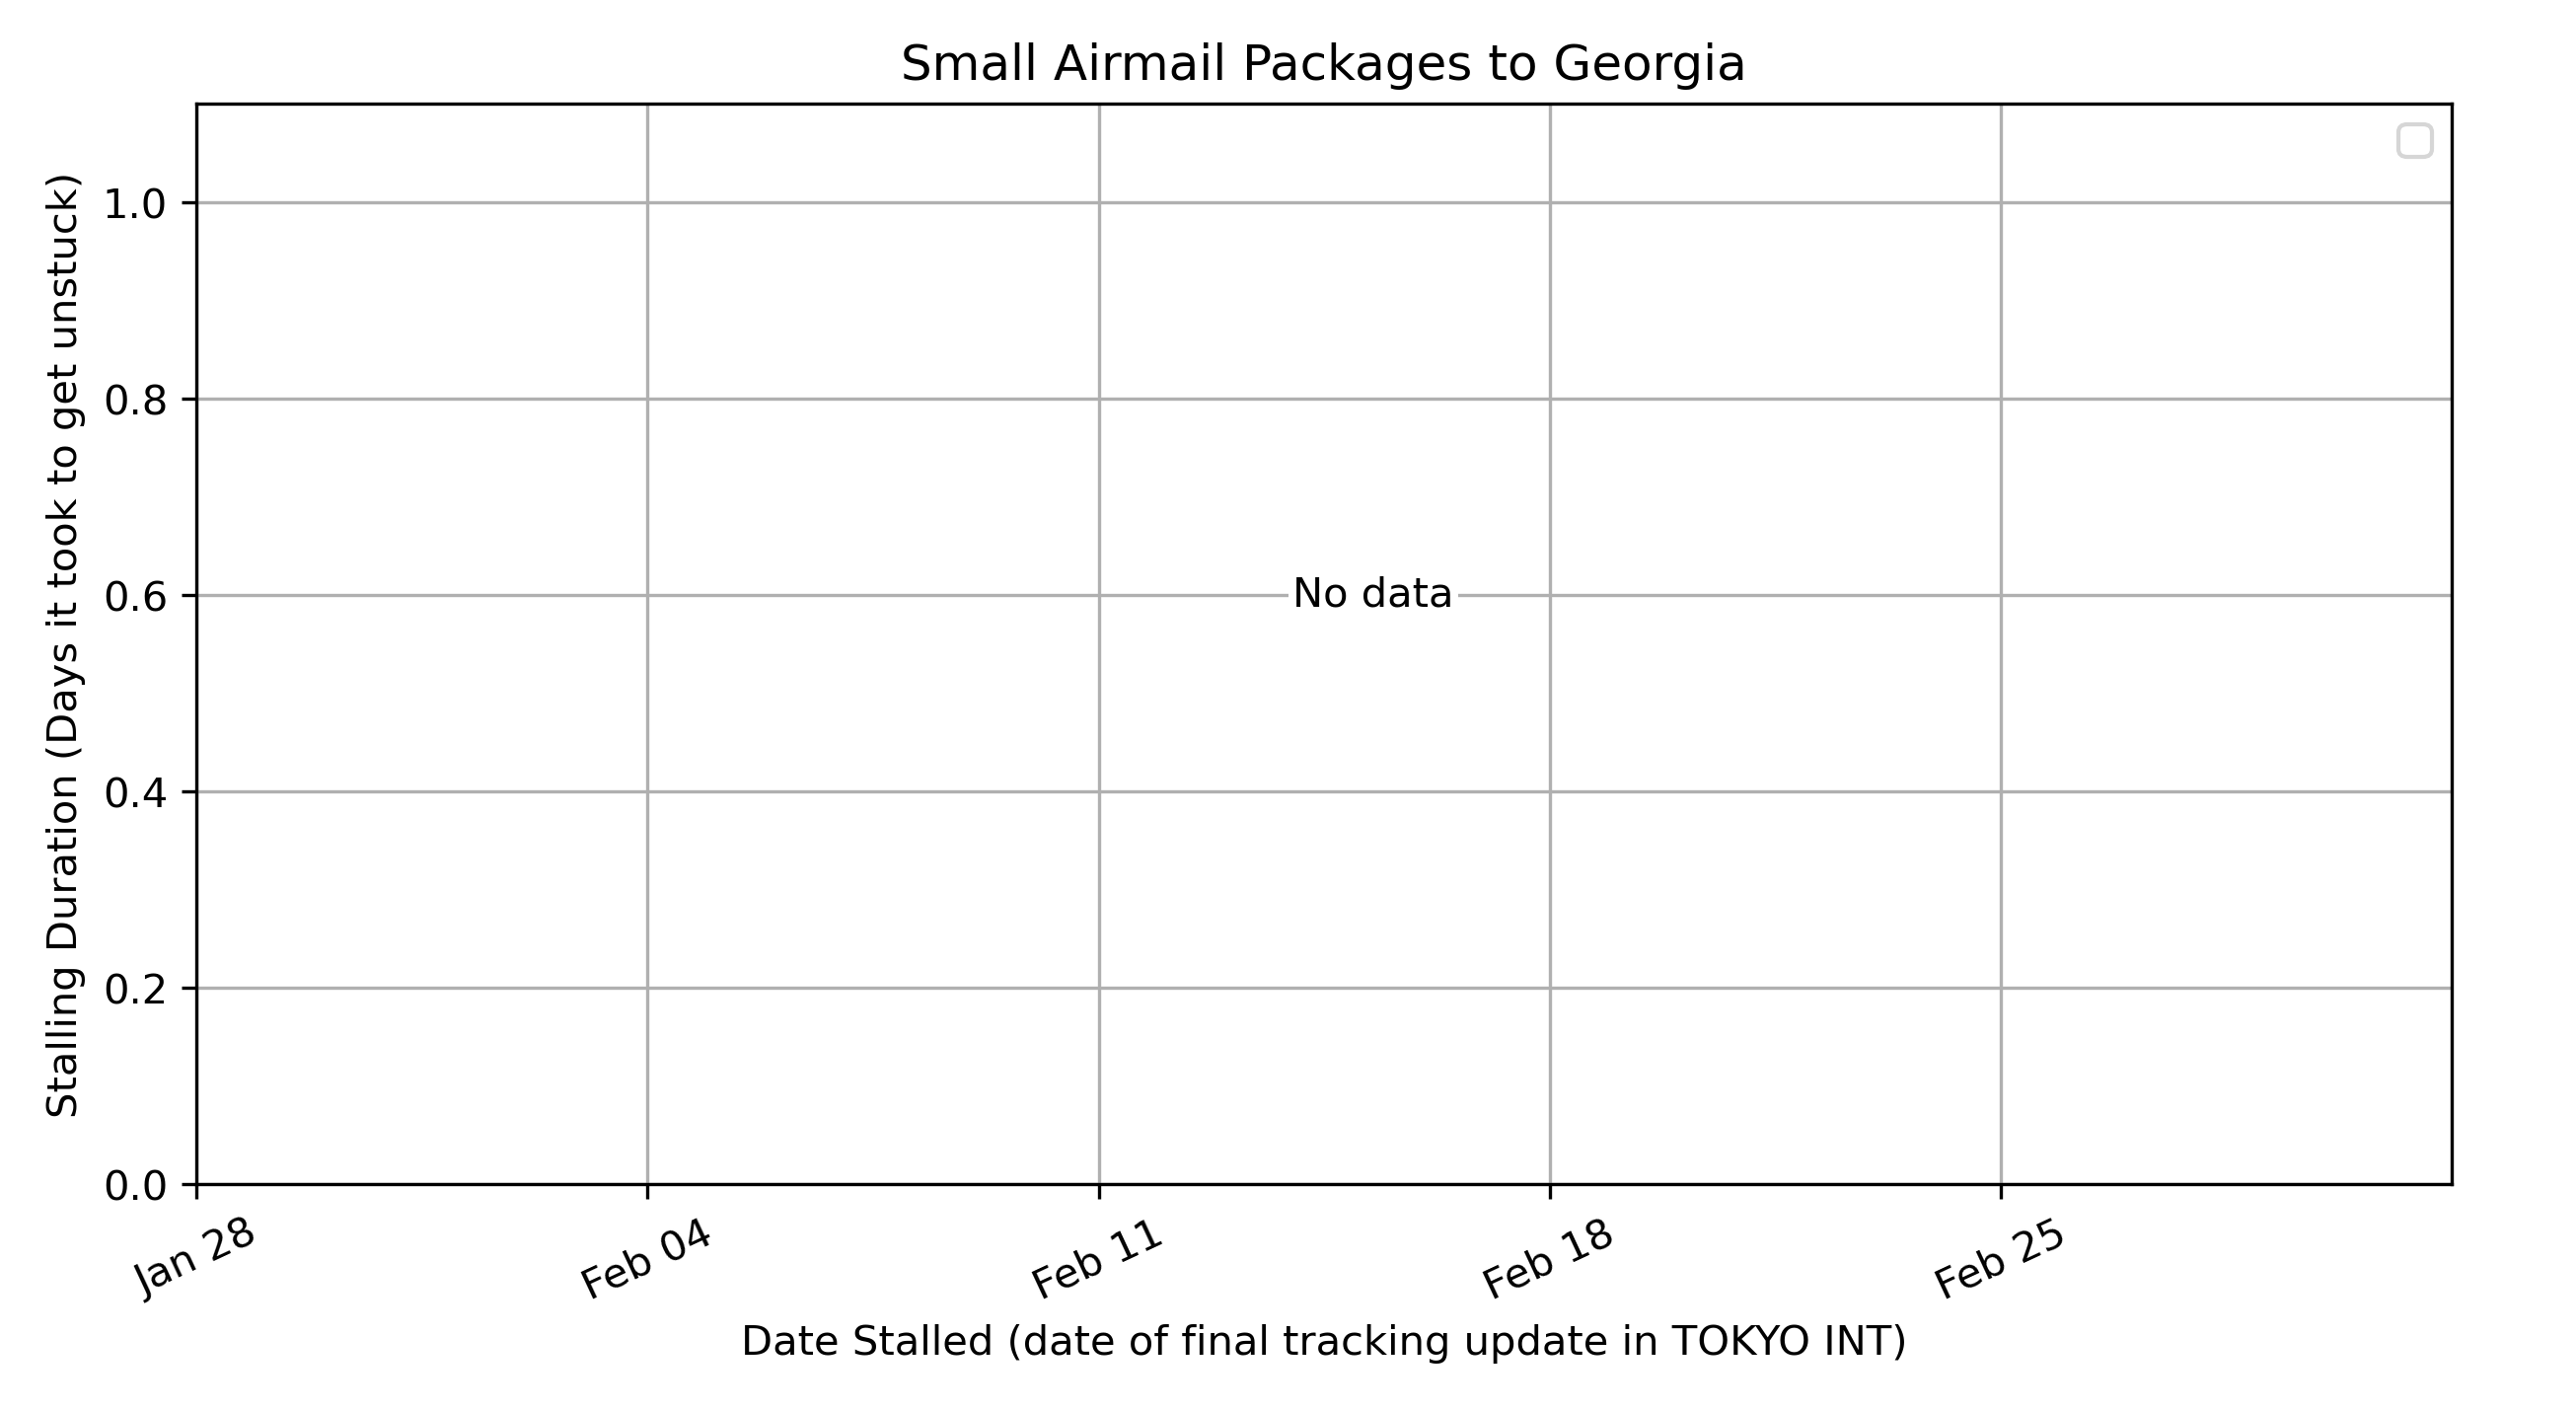 Small Airmail Packages to Georgia
Stalling Duration (Days it took to get unstuck)
1.0
0.8
0.6
0.4
0.2
0.0
No data
Jan 28
Feb 04
Feb 11
Feb 18
Feb 25
Date Stalled (date of final tracking update in TOKYO INT)